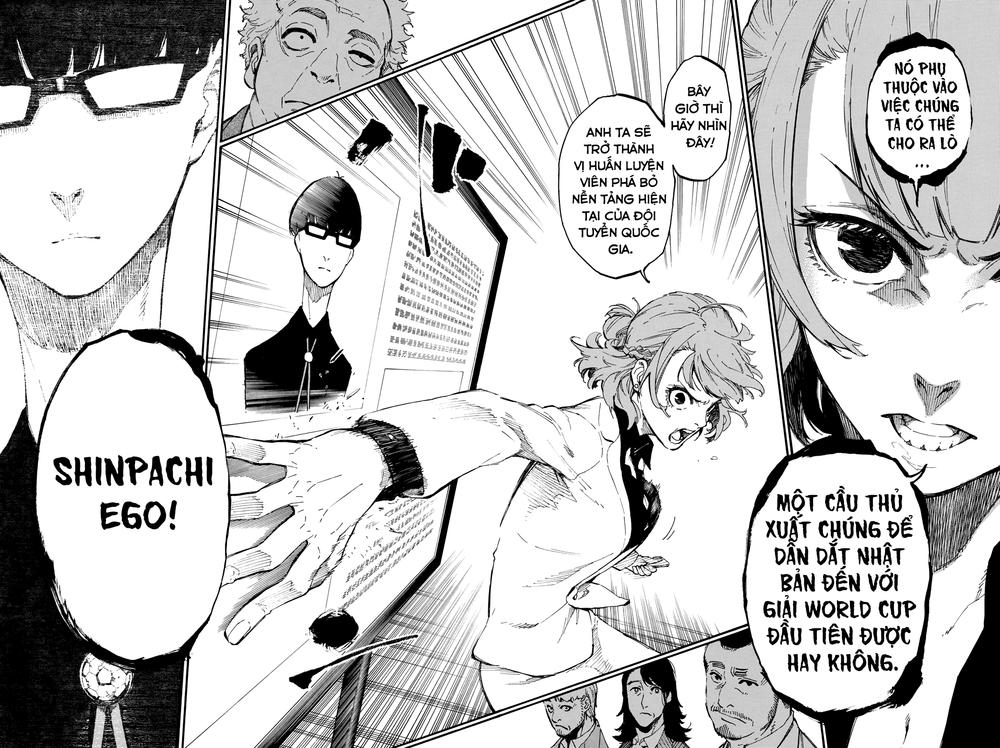 NÓ PHỤ
THUỘC VÀO
VIỆC CHÚNG
TA CÓ THỂ
CHO RA LÒ
...
MỘT CẦU THỦ
XUẤT CHÚNG ĐỂ
DẪN DẮT NHẬT
BẢN ĐẾN VỚI
GIẢI WORLD CUP
ĐẦU TIÊN ĐƯỢC
HAY KHÔNG.
BÂY
GIỜ THÌ
HÃY NHÌN
ĐÂY!
ANH TA SẼ
TRỞ THÀNH
VỊ HUẤN LUYỆN
VIÊN PHÁ BỎ
NỀN TẢNG HIỆN
TẠI CỦA ĐỘI
TUYỂN QUỐC
GIA.
SHINPACHI
EGO!